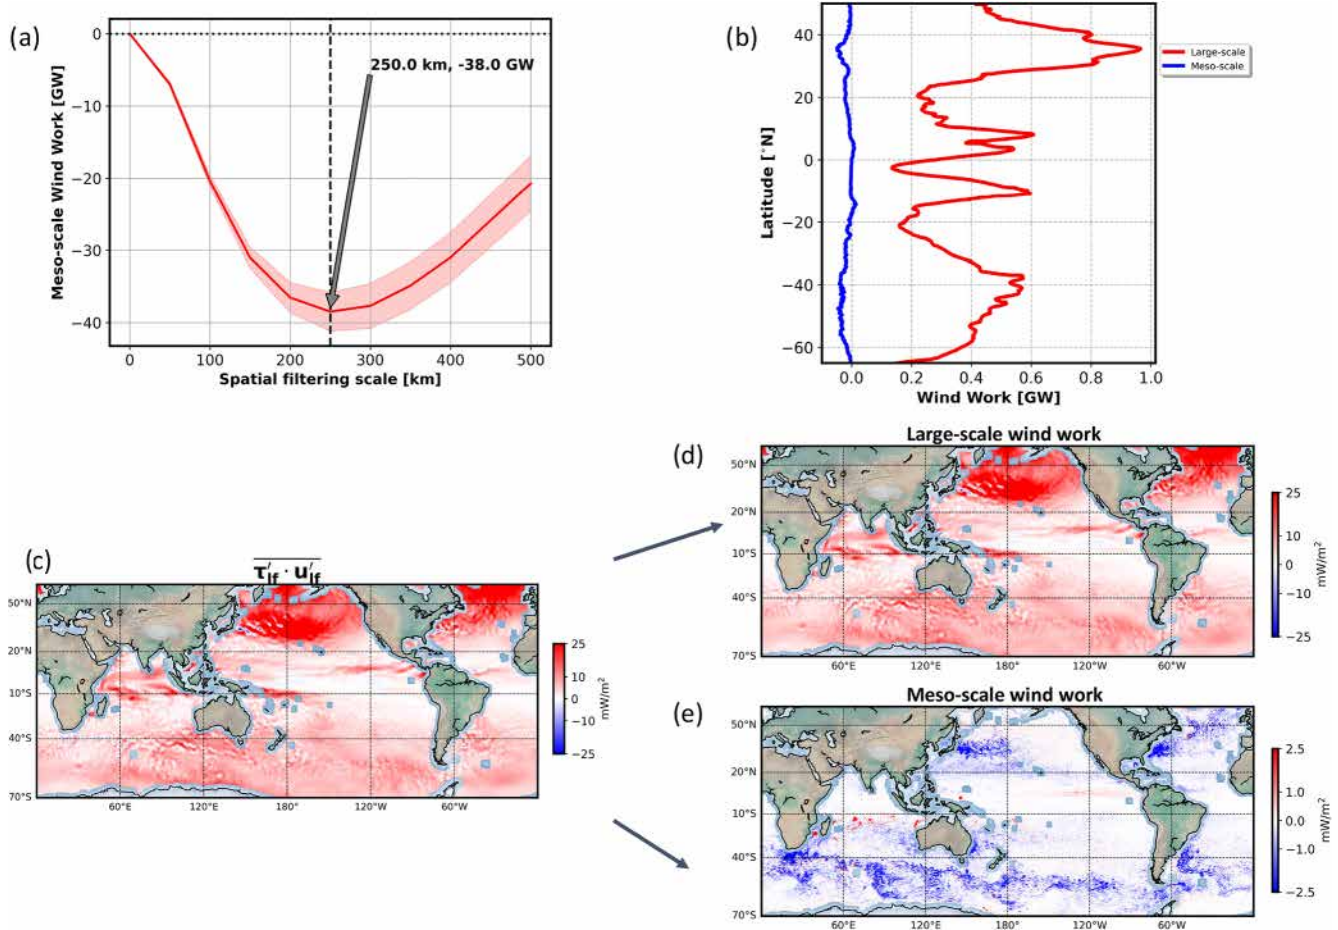 (a)
0
−10
−20
−30
−40
Meso-scale Wind Work [GW]
250.0 km, -38.0 GW
0 100 200 300 400 500
Spatial filtering scale [km]
(b)
40
20
0
−20
−40
−60
Latitude [°N]
0.0 0.2 0.4 0.6 0.8 1.0
Wind Work [GW]
Large-scale
Meso-scale
(c)
τ′lf · u′lf
50°N
20°N
10°S
40°S
70°S
60°E 120°E 180° 120°W 60°W
25
10
0
−10
−25
mW/m²
(d)
Large-scale wind work
50°N
20°N
10°S
40°S
70°S
60°E 120°E 180° 120°W 60°W
25
10
0
−10
−25
mW/m²
(e)
Meso-scale wind work
50°N
20°N
10°S
40°S
70°S
60°E 120°E 180° 120°W 60°W
2.5
1.0
0.0
−1.0
−2.5
mW/m²